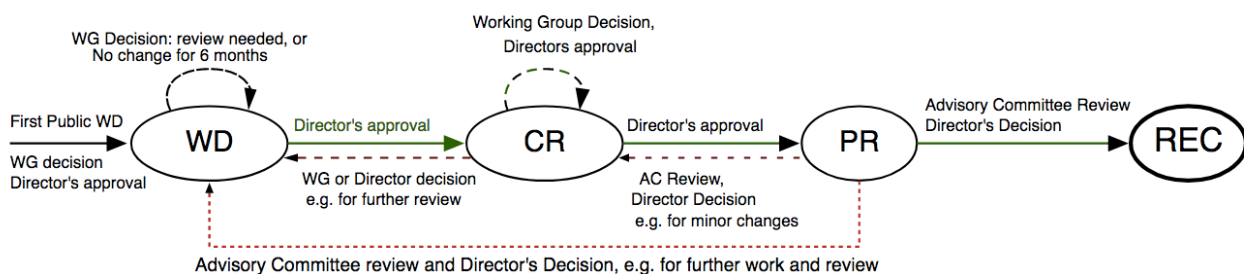 WG Decision: review needed, or
No change for 6 months
Working Group Decision,
Directors approval
First Public WD
WG decision
Director's approval
WD
Director's approval
WG or Director decision
e.g. for further review
CR
Director's approval
AC Review,
Director Decision
e.g. for minor changes
PR
Advisory Committee Review
Director's Decision
REC
Advisory Committee review and Director's Decision, e.g. for further work and review